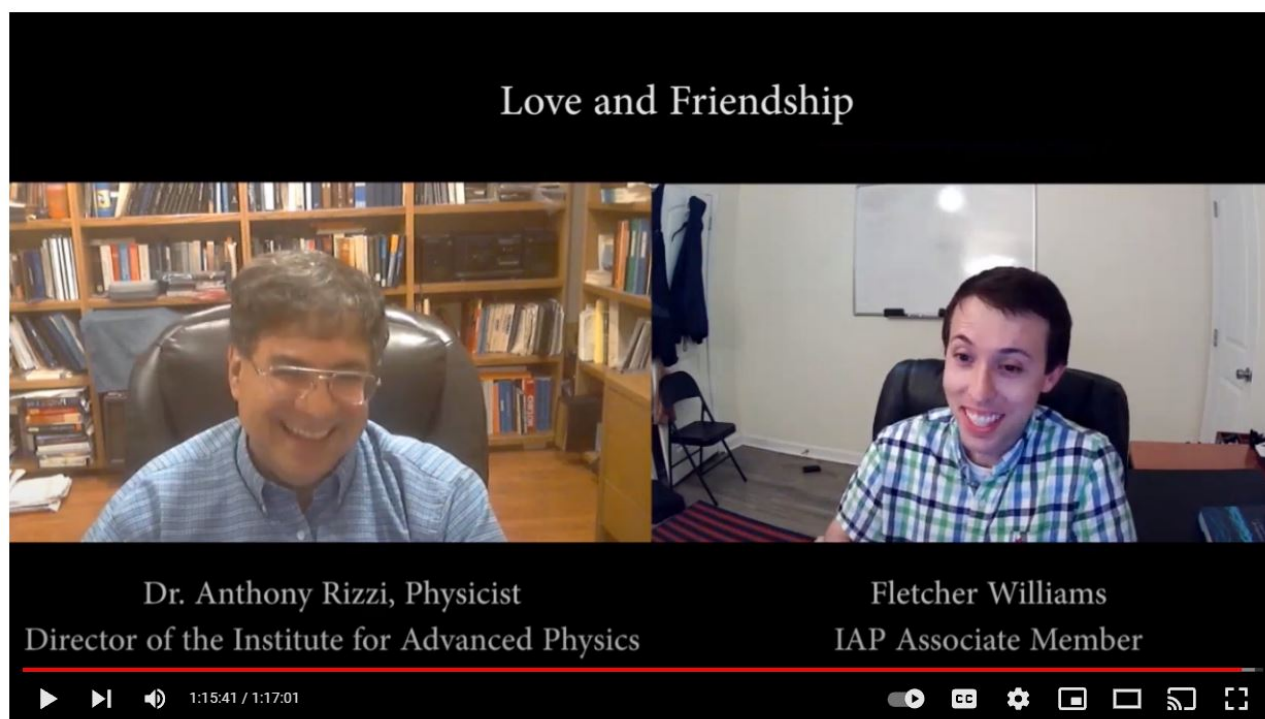 Love and Friendship
Dr. Anthony Rizzi, Physicist
Director of the Institute for Advanced Physics
Fletcher Williams
IAP Associate Member
1:15:41 / 1:17:01
CC